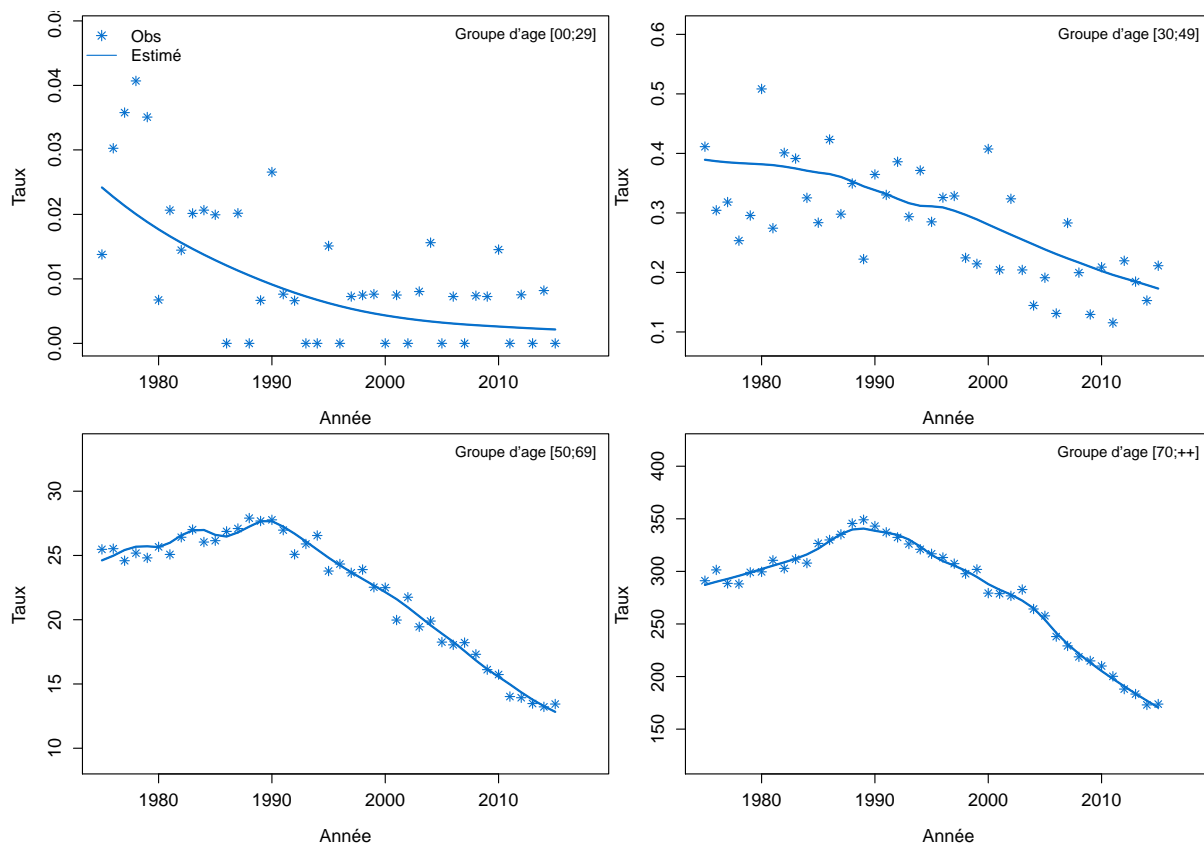 Groupe d'age [00;29]
Obs
Estimé
Taux
0.00
0.01
0.02
0.03
0.04
0.05
1980
1990
2000
2010
Année
Groupe d'age [30;49]
Taux
0.1
0.2
0.3
0.4
0.5
0.6
1980
1990
2000
2010
Année
Groupe d'age [50;69]
Taux
10
15
20
25
30
1980
1990
2000
2010
Année
Groupe d'age [70;++]
Taux
150
200
250
300
350
400
1980
1990
2000
2010
Année